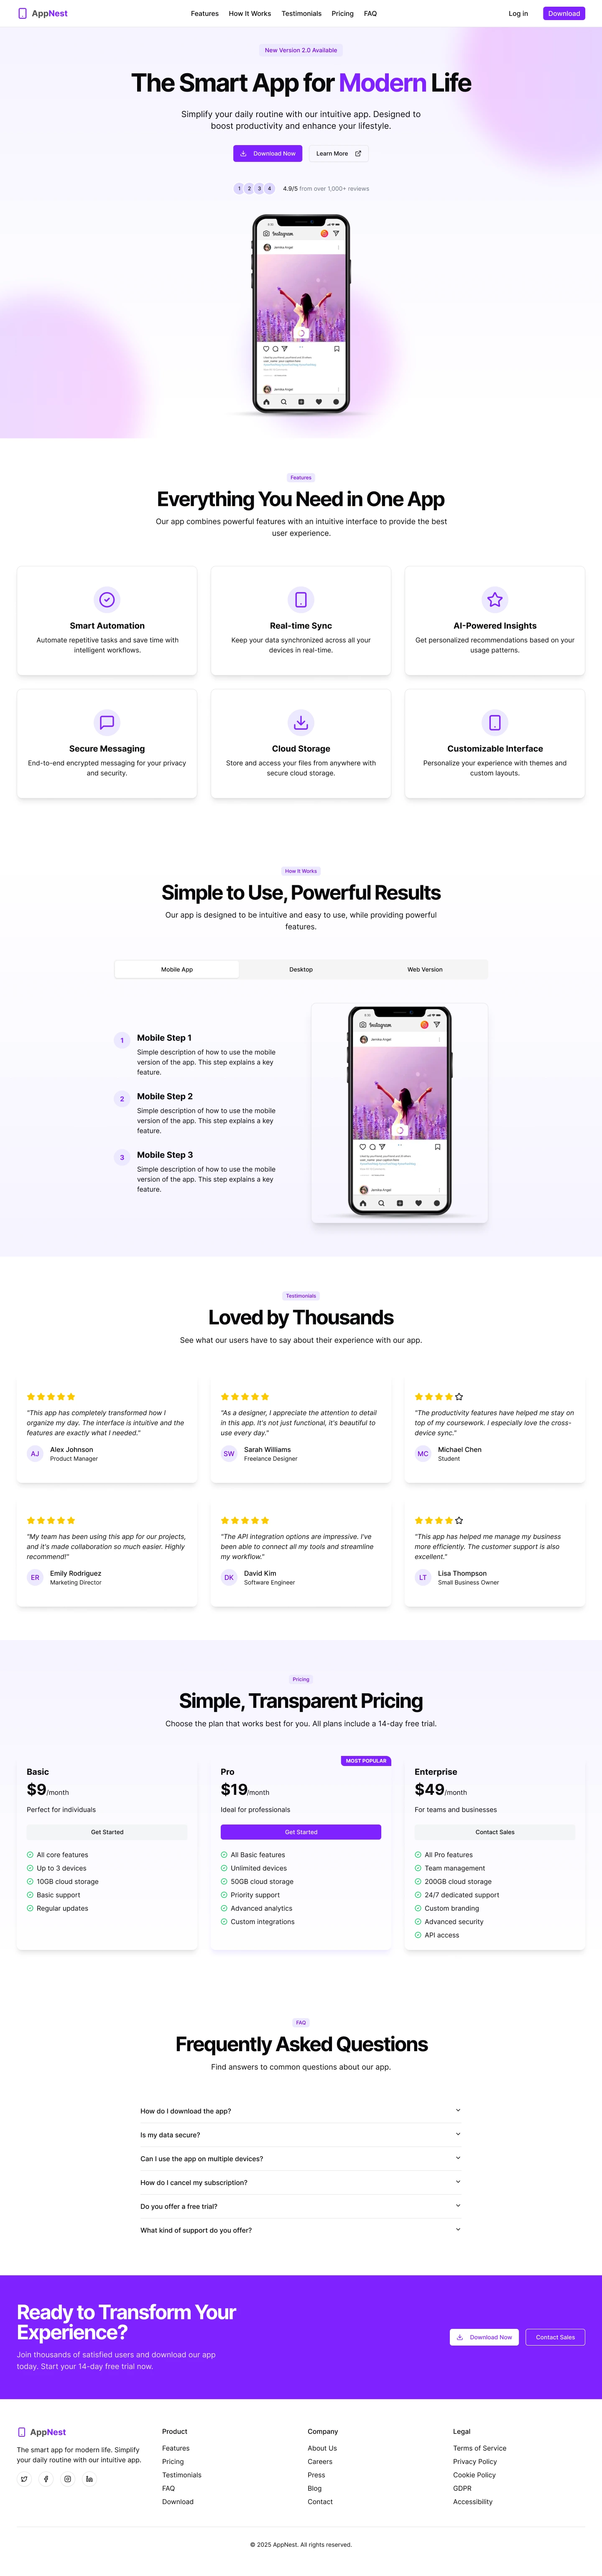 AppNest
Features How It Works Testimonials Pricing FAQ
Log in Download
New Version 2.0 Available
The Smart App for Modern Life
Simplify your daily routine with our intuitive app. Designed to
boost productivity and enhance your lifestyle.
Download Now Learn More
1 2 3 4 4.9/5 from over 1,000+ reviews
Instagram
Features
Everything You Need in One App
Our app combines powerful features with an intuitive interface to provide the best
user experience.
Smart Automation
Automate repetitive tasks and save time with
intelligent workflows.
Real-time Sync
Keep your data synchronized across all your
devices in real-time.
AI-Powered Insights
Get personalized recommendations based on your
usage patterns.
Secure Messaging
End-to-end encrypted messaging for your privacy
and security.
Cloud Storage
Store and access your files from anywhere with
secure cloud storage.
Customizable Interface
Personalize your experience with themes and
custom layouts.
How It Works
Simple to Use, Powerful Results
Our app is designed to be intuitive and easy to use, while providing powerful
features.
Mobile App Desktop Web Version
1 Mobile Step 1
Simple description of how to use the mobile
version of the app. This step explains a key
feature.
2 Mobile Step 2
Simple description of how to use the mobile
version of the app. This step explains a key
feature.
3 Mobile Step 3
Simple description of how to use the mobile
version of the app. This step explains a key
feature.
Instagram
Testimonials
Loved by Thousands
See what our users have to say about their experience with our app.
"This app has completely transformed how I
organize my day. The interface is intuitive and the
features are exactly what I needed."
AJ Alex Johnson
Product Manager
"As a designer, I appreciate the attention to detail
in this app. It's not just functional, it's beautiful to
use every day."
SW Sarah Williams
Freelance Designer
"The productivity features have helped me stay on
top of my coursework. I especially love the cross-
device sync."
MC Michael Chen
Student
"My team has been using this app for our projects,
and it's made collaboration so much easier. Highly
recommend!"
ER Emily Rodriguez
Marketing Director
"The API integration options are impressive. I've
been able to connect all my tools and streamline
my workflow."
DK David Kim
Software Engineer
"This app has helped me manage my business
more efficiently. The customer support is also
excellent."
LT Lisa Thompson
Small Business Owner
Pricing
Simple, Transparent Pricing
Choose the plan that works best for you. All plans include a 14-day free trial.
Basic
$9/month
Perfect for individuals
Get Started
All core features
Up to 3 devices
10GB cloud storage
Basic support
Regular updates
MOST POPULAR
Pro
$19/month
Ideal for professionals
Get Started
All Basic features
Unlimited devices
50GB cloud storage
Priority support
Advanced analytics
Custom integrations
Enterprise
$49/month
For teams and businesses
Contact Sales
All Pro features
Team management
200GB cloud storage
24/7 dedicated support
Custom branding
Advanced security
API access
FAQ
Frequently Asked Questions
Find answers to common questions about our app.
How do I download the app?
Is my data secure?
Can I use the app on multiple devices?
How do I cancel my subscription?
Do you offer a free trial?
What kind of support do you offer?
Ready to Transform Your
Experience?
Join thousands of satisfied users and download our app
today. Start your 14-day free trial now.
Download Now Contact Sales
AppNest
The smart app for modern life. Simplify
your daily routine with our intuitive app.
Product
Features
Pricing
Testimonials
FAQ
Download
Company
About Us
Careers
Press
Blog
Contact
Legal
Terms of Service
Privacy Policy
Cookie Policy
GDPR
Accessibility
© 2025 AppNest. All rights reserved.